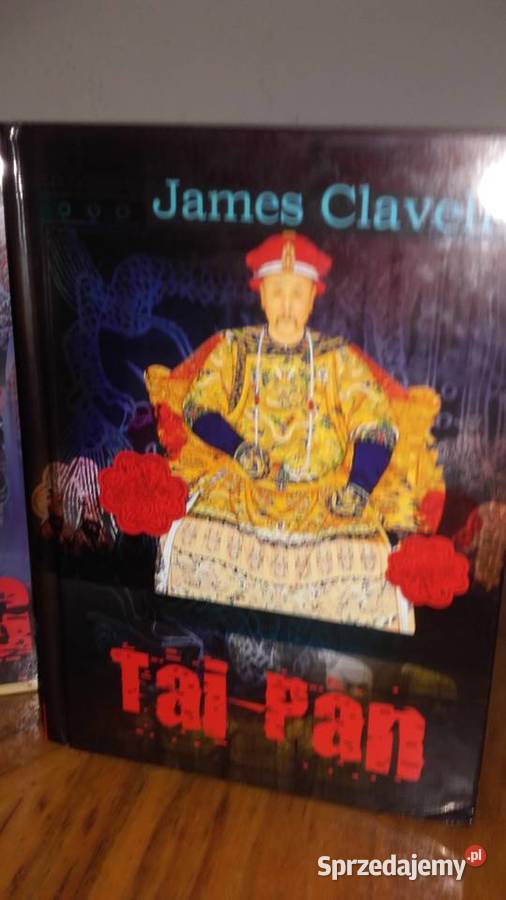 James Clavell
Tai Pan
Sprzedajemy.pl